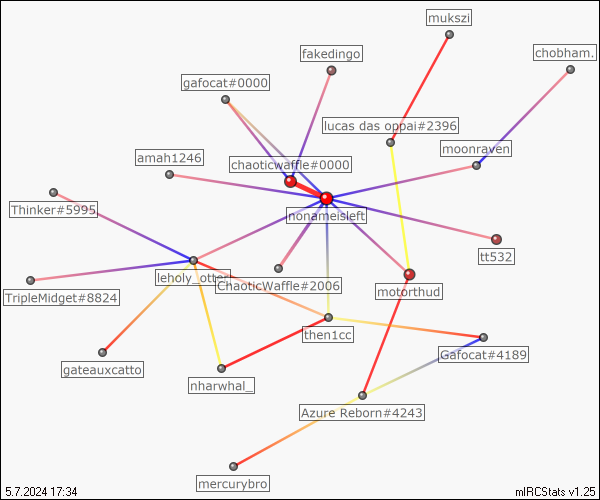 mukszi
chobham.
fakedingo
gafocat#0000
lucas das oppai#2396
moonraven
amah1246
chaoticwaffle#0000
Thinker#5995
nonameisleft
tt532
leholy_otter
ChaoticWaffle#2006
motorthud
TripleMidget#8824
then1cc
Gafocat#4189
gateauxcatto
nharwhal_
Azure Reborn#4243
mercurybro
5.7.2024 17:34
mIRCStats v1.25